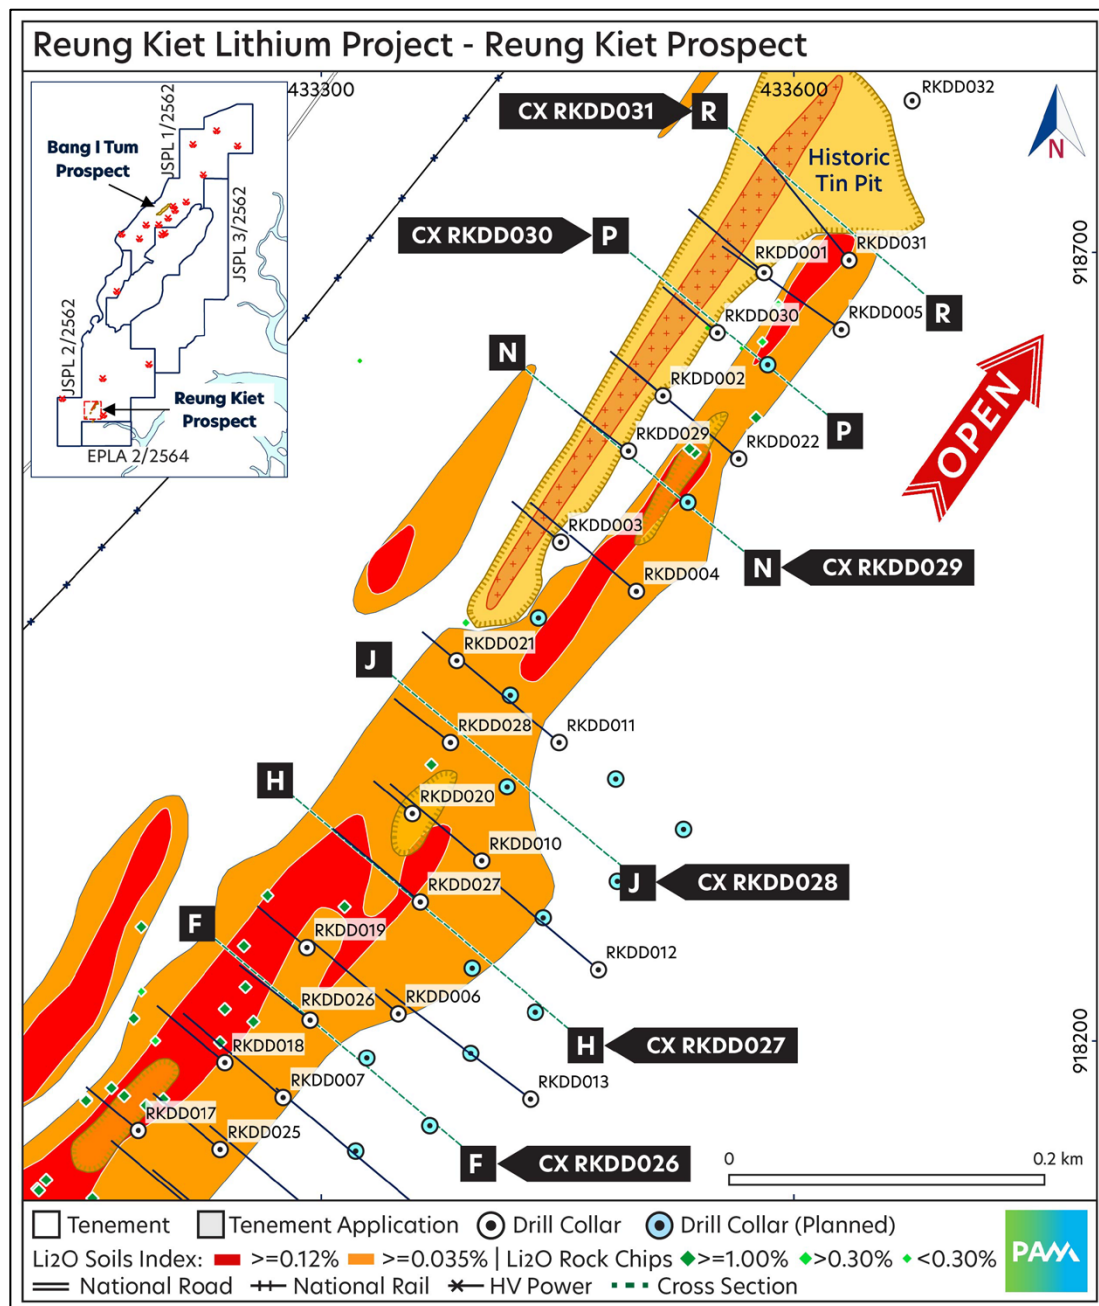 Reung Kiet Lithium Project - Reung Kiet Prospect
433300
433600
RKDD032
CX RKDD031
R
Historic
Tin Pit
N
JSPL 1/2562
Bang I Tum
Prospect
JSPL 3/2562
JSPL 2/2562
Reung Kiet
Prospect
EPLA 2/2564
CX RKDD030
P
RKDD001
RKDD031
918700
R
RKDD030
RKDD005
N
RKDD002
OPEN
P
RKDD029
RKDD022
RKDD003
N
CX RKDD029
RKDD004
RKDD021
J
RKDD028
RKDD011
H
RKDD020
RKDD010
RKDD027
J
CX RKDD028
F
RKDD019
RKDD012
RKDD026
RKDD006
H
CX RKDD027
918200
RKDD018
RKDD007
RKDD013
RKDD017
RKDD025
F
CX RKDD026
0
0.2 km
Tenement
Tenement Application
Drill Collar
Drill Collar (Planned)
Li2O Soils Index: >=0.12% >=0.035% | Li2O Rock Chips >=1.00% >0.30% <0.30%
National Road
National Rail
HV Power
Cross Section
PAM